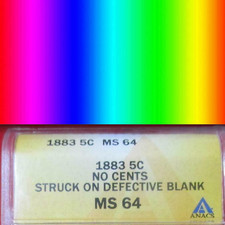 1883 5C MS 64
1883 5C
NO CENTS
STRUCK ON DEFECTIVE BLANK
MS 64
ANACS